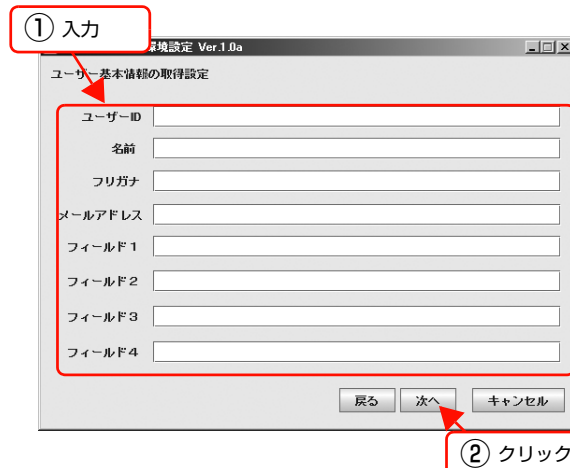 ① 入力
境設定 Ver.1.0a
ユーザー基本情報の取得設定
ユーザーID
名前
フリガナ
メールアドレス
フィールド1
フィールド2
フィールド3
フィールド4
戻る 次へ キャンセル
② クリック